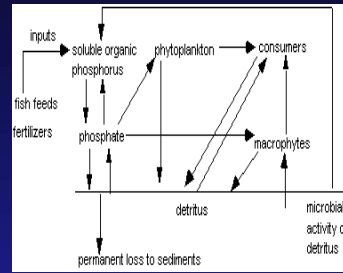 inputs
soluble organic phytoplankton consumers
phosphorus
fish feeds
fertilizers phosphate macrophytes
detritus microbial
activity o
detritus
permanent loss to sediments